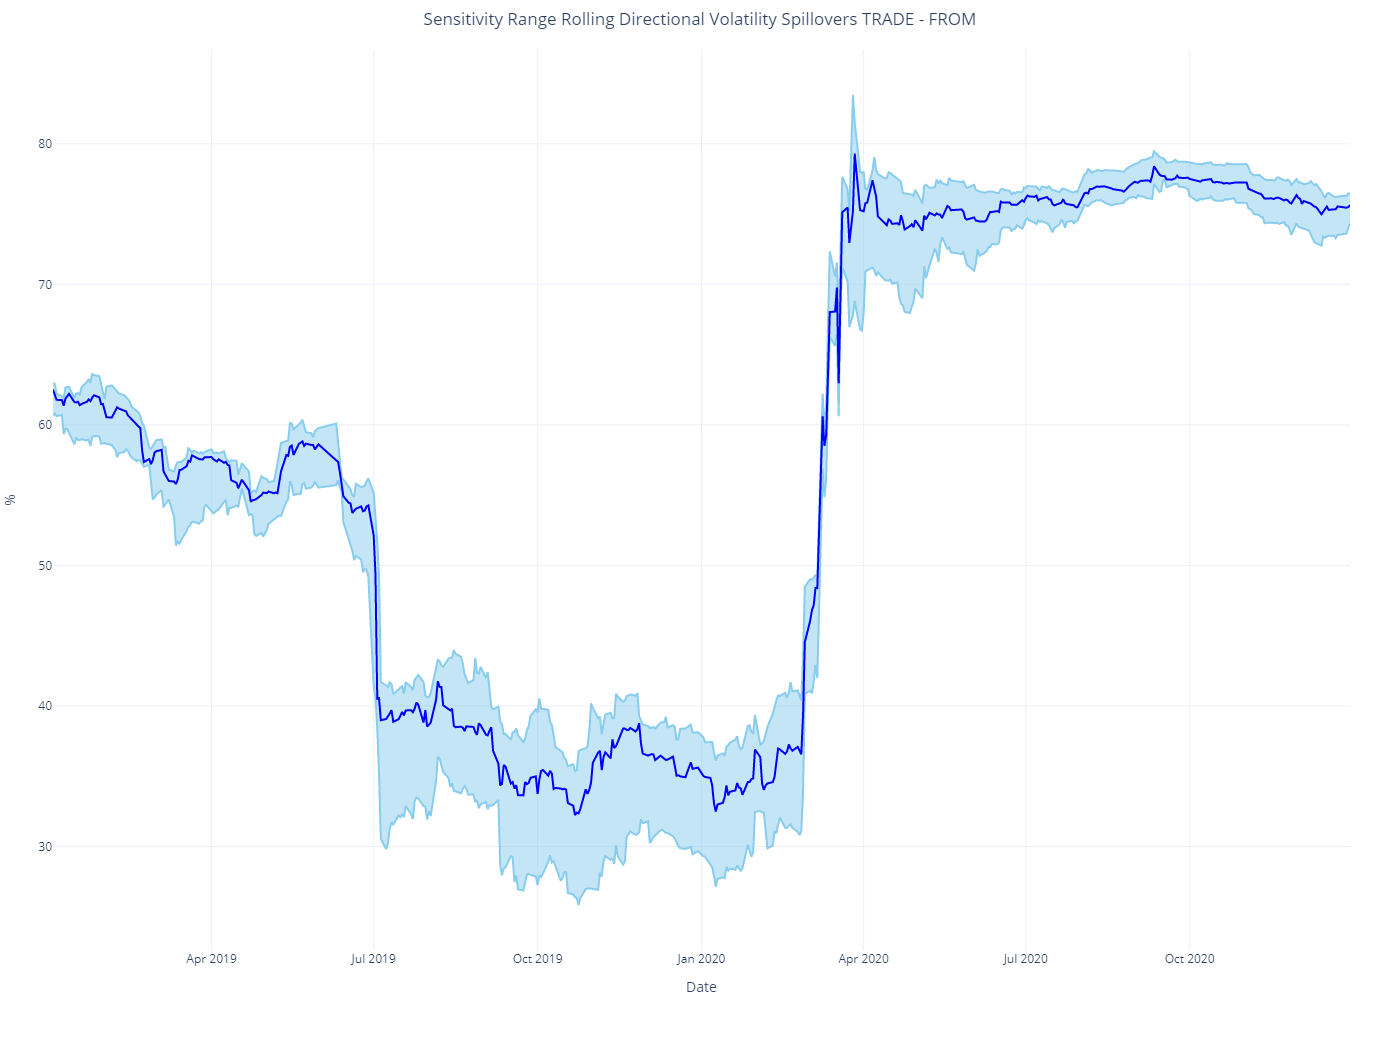 Sensitivity Range Rolling Directional Volatility Spillovers TRADE - FROM
80
70
60
50
40
30
%
Apr 2019
Jul 2019
Oct 2019
Jan 2020
Apr 2020
Jul 2020
Oct 2020
Date